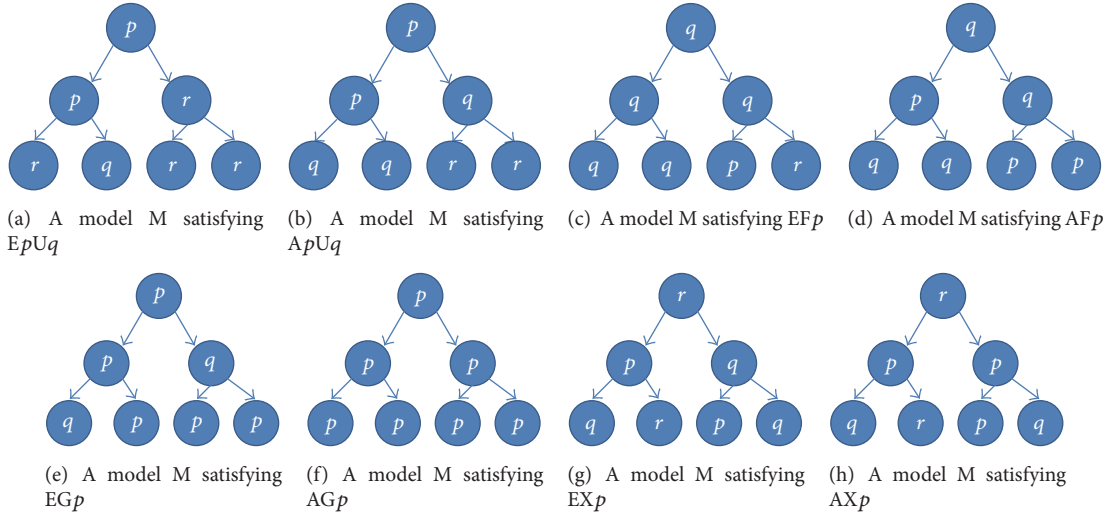 p
p
q
q
p
r
p
q
q
q
p
q
r
q
r
r
q
q
r
r
q
q
p
r
q
q
p
p
(a) A model M satisfying
EpUq
(b) A model M satisfying
ApUq
(c) A model M satisfying EFp
(d) A model M satisfying AFp
p
p
r
r
p
q
p
p
p
q
p
p
q
p
p
p
p
p
p
p
q
r
p
q
q
r
p
q
(e) A model M satisfying
EGp
(f) A model M satisfying
AGp
(g) A model M satisfying
EXp
(h) A model M satisfying
AXp